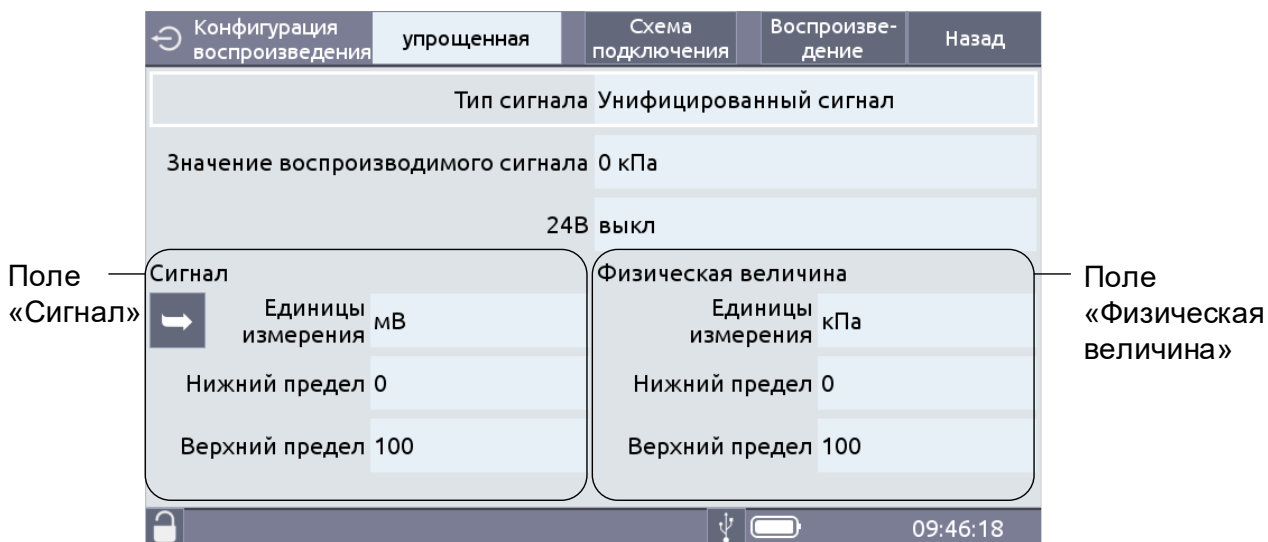 Конфигурация
воспроизведения
упрощенная
Схема
подключения
Воспроизве-
дение
Назад
Тип сигнала Унифицированный сигнал
Значение воспроизводимого сигнала 0 кПа
24В выкл
Поле
«Сигнал»
Сигнал
Единицы
измерения
мВ
Нижний предел 0
Верхний предел 100
Физическая величина
Единицы
измерения
кПа
Нижний предел 0
Верхний предел 100
Поле
«Физическая
величина»
09:46:18